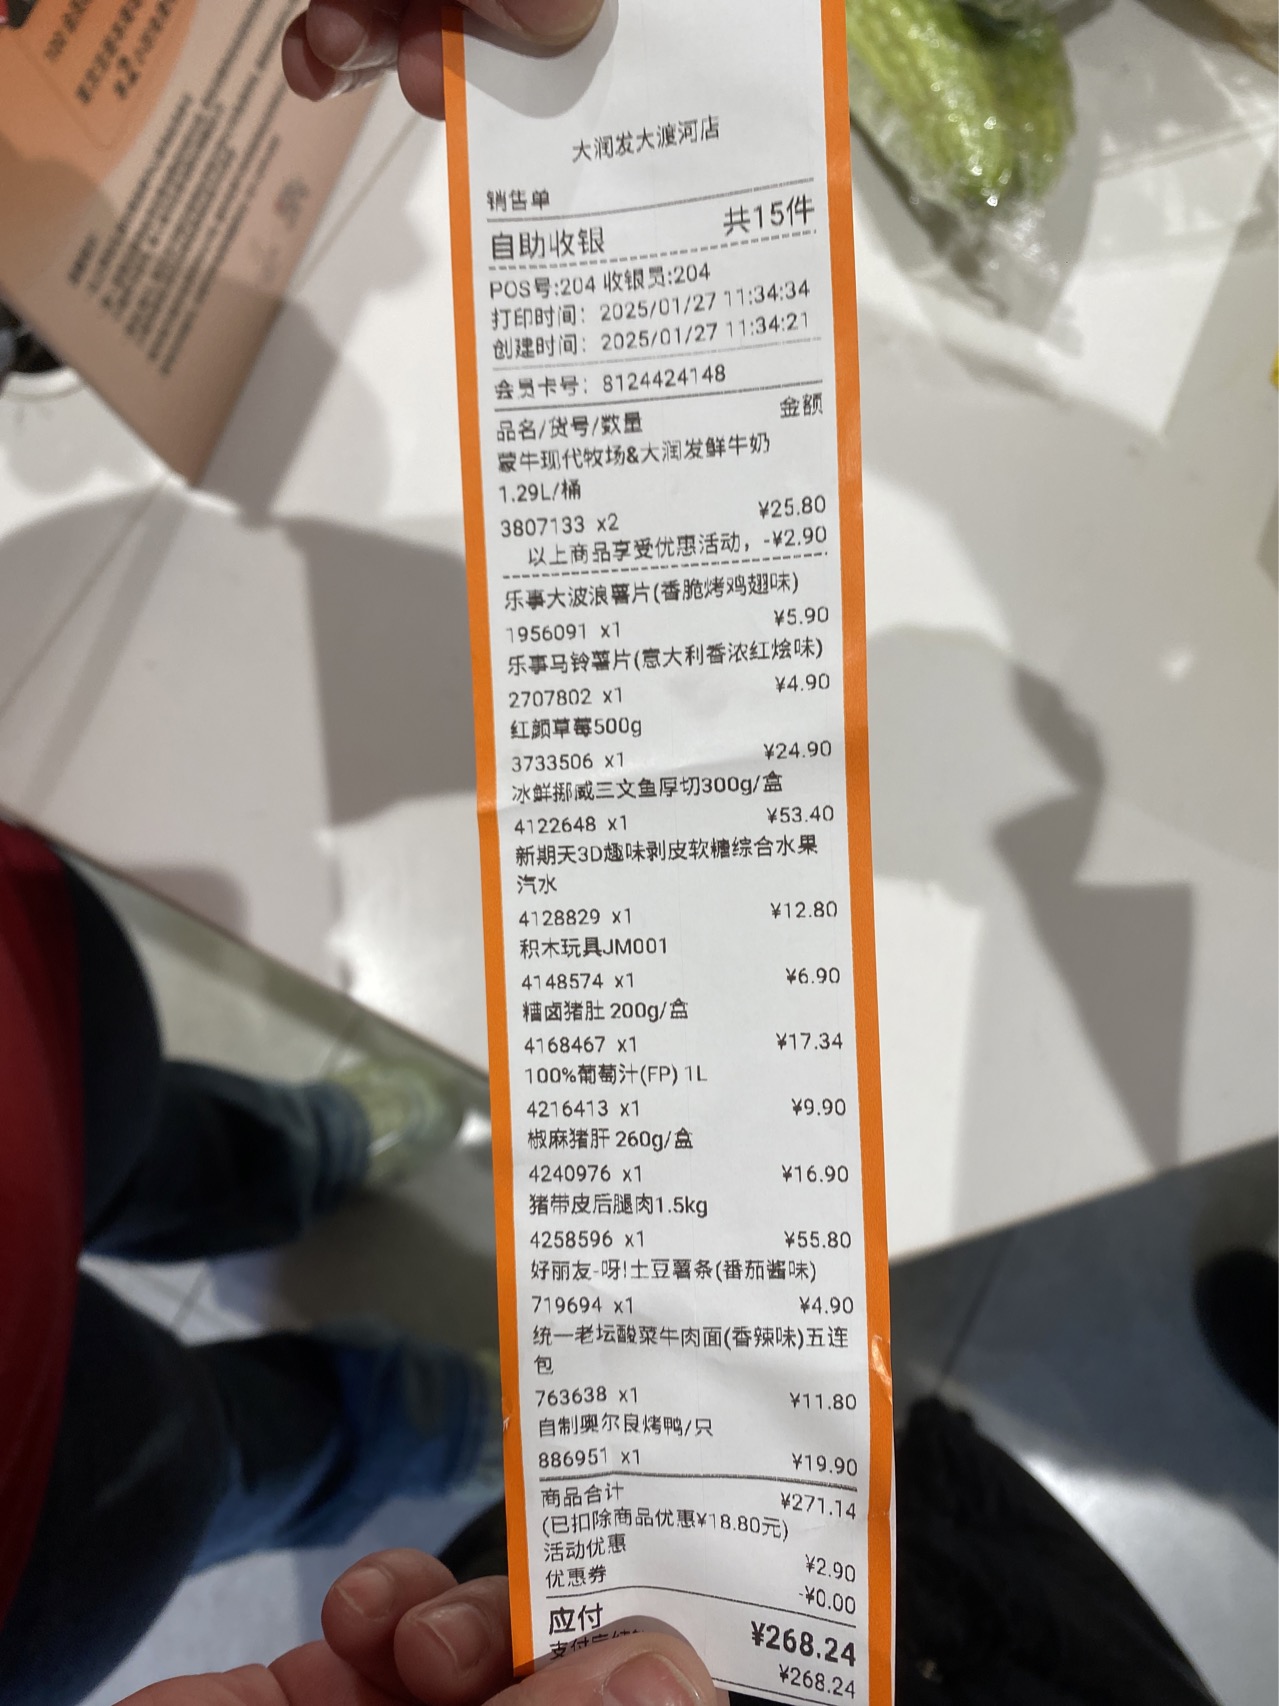 大润发大渡河店
销售单
自助收银 共15件
POS号:204 收银员:204
打印时间: 2025/01/27 11:34:34
创建时间: 2025/01/27 11:34:21
会员卡号: 8124424148
品名/货号/数量 金额
蒙牛现代牧场&大润发鲜牛奶
1.29L/桶
3807133 x2 ¥25.80
以上商品享受优惠活动, -¥2.90
乐事大波浪薯片(香脆烤鸡翅味)
1956091 x1 ¥5.90
乐事马铃薯片(意大利香浓红烩味)
2707802 x1 ¥4.90
红颜草莓500g
3733506 x1 ¥24.90
冰鲜挪威三文鱼厚切300g/盒
4122648 x1 ¥53.40
新期天3D趣味剥皮软糖综合水果
汽水
4128829 x1 ¥12.80
积木玩具JM001
4148574 x1 ¥6.90
糟卤猪肚 200g/盒
4168467 x1 ¥17.34
100%葡萄汁(FP) 1L
4216413 x1 ¥9.90
椒麻猪肝 260g/盒
4240976 x1 ¥16.90
猪带皮后腿肉1.5kg
4258596 x1 ¥55.80
好丽友-呀!土豆薯条(番茄酱味)
719694 x1 ¥4.90
统一老坛酸菜牛肉面(香辣味)五连
包
763638 x1 ¥11.80
自制奥尔良烤鸭/只
886951 x1 ¥19.90
商品合计 ¥271.14
(已扣除商品优惠¥18.80元)
活动优惠 ¥2.90
优惠券 -¥0.00
应付 ¥268.24
支付 ¥268.24